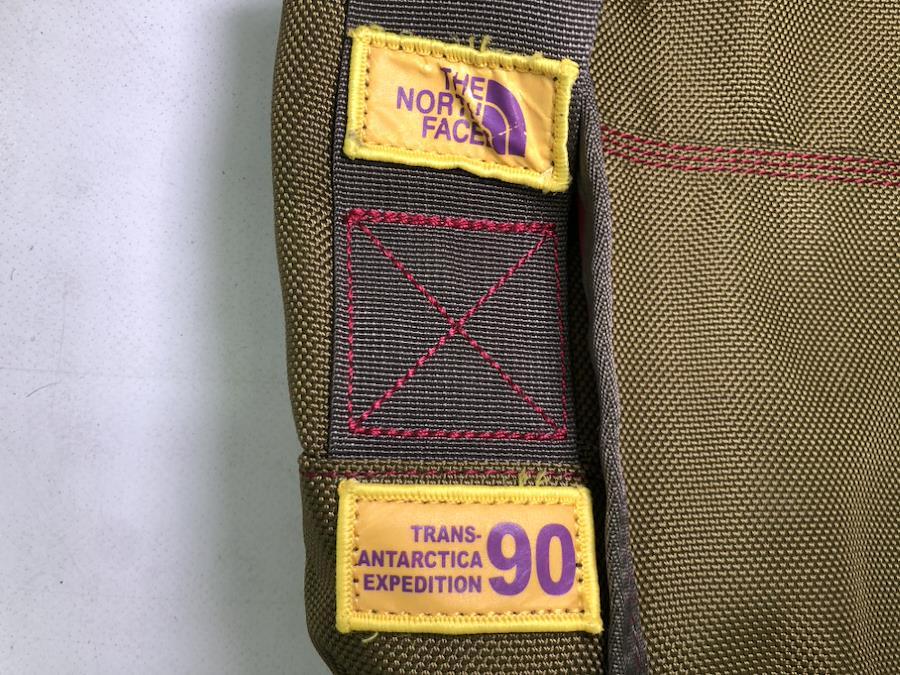 THE
NORTH
FACE
TRANS-
ANTARCTICA
EXPEDITION
90